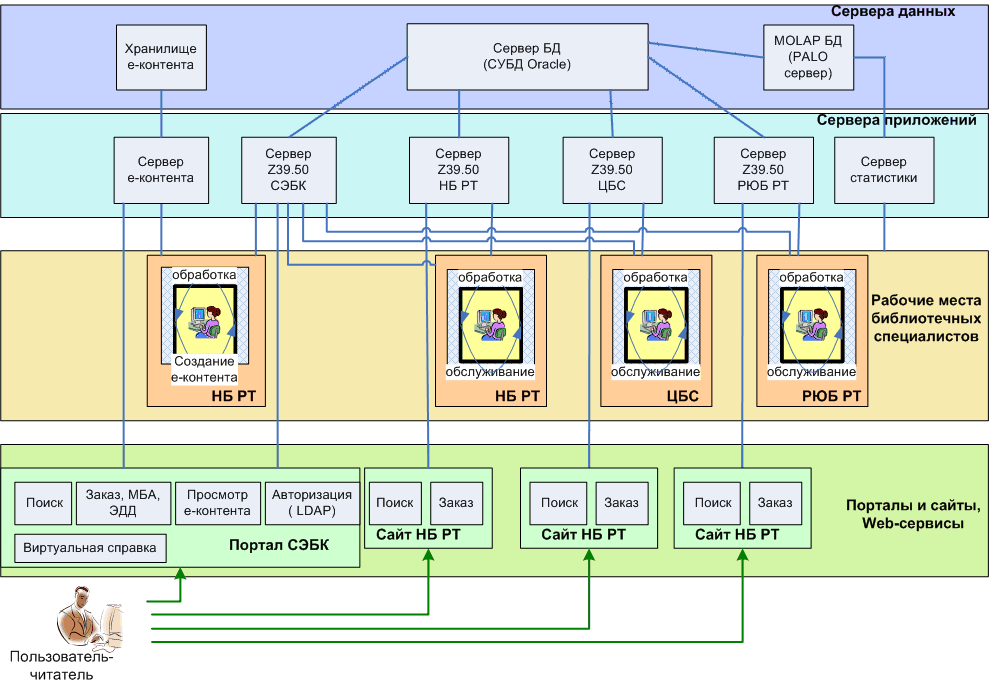 Сервера данных
Хранилище
е-контента
Сервер БД
(СУБД Oracle)
MOLAP БД
(PALO
сервер)
Сервера приложений
Сервер
е-контента
Сервер
Z39.50
СЭБК
Сервер
Z39.50
НБ РТ
Сервер
Z39.50
ЦБС
Сервер
Z39.50
РЮБ РТ
Сервер
статистики
обработка
Создание
е-контента
НБ РТ
обработка
обслуживание
НБ РТ
обработка
обслуживание
ЦБС
обработка
обслуживание
РЮБ РТ
Рабочие места
библиотечных
специалистов
Поиск
Заказ, МБА,
ЭДД
Просмотр
е-контента
Авторизация
( LDAP)
Виртуальная справка
Портал СЭБК
Поиск
Заказ
Сайт НБ РТ
Поиск
Заказ
Сайт НБ РТ
Поиск
Заказ
Сайт НБ РТ
Порталы и сайты,
Web-сервисы
Пользователь-
читатель